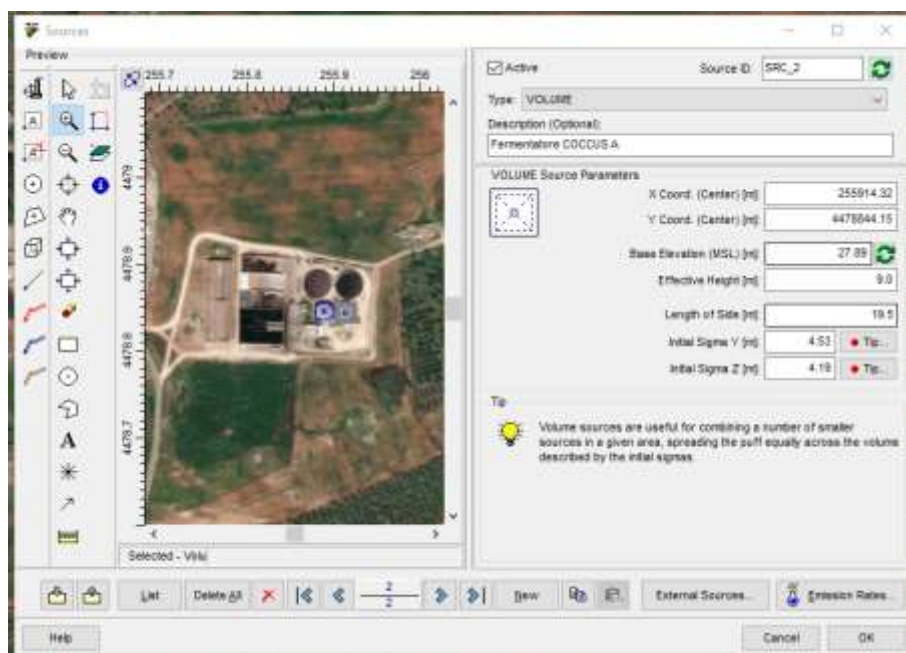 Sources
Preview
255.7 255.8 255.9 256
4479
4478.9
4478.8
4478.7
A
Selected - Volu
Active
Source ID: SRC_2
Type: VOLUME
Description (Optional):
Fermentatore COCCUS A
VOLUME Source Parameters
X Coord. (Center) [m]: 255914.32
Y Coord. (Center) [m]: 4478844.15
Base Elevation (MSL) [m]: 27.89
Effective Height [m]: 9.0
Length of Side [m]: 19.5
Initial Sigma Y [m]: 4.53 Tip...
Initial Sigma Z [m]: 4.19 Tip...
Tip
Volume sources are useful for combining a number of smaller
sources in a given area, spreading the puff equally across the volume
described by the initial sigmas.
List Delete All 2 New External Sources... Emission Rates...
2
Help Cancel OK